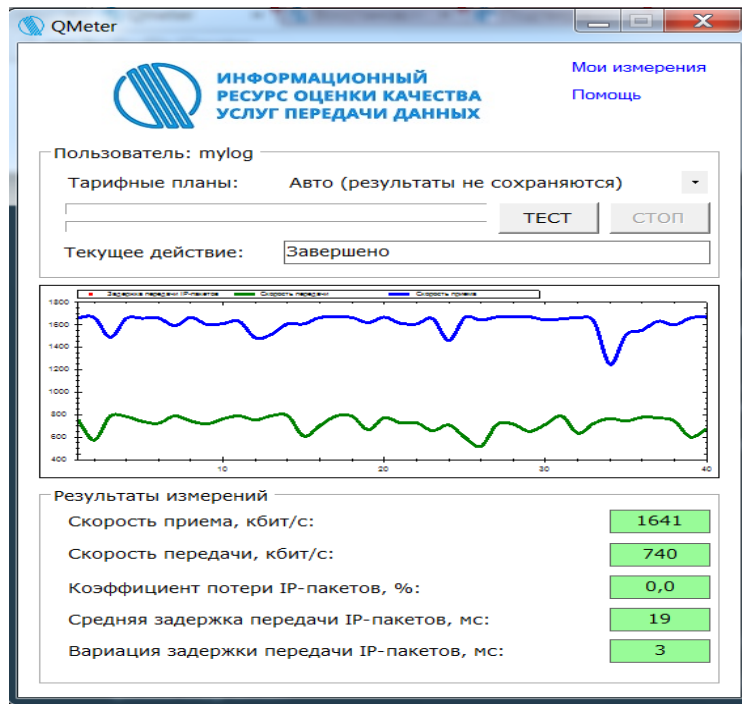 QMeter
ИНФОРМАЦИОННЫЙ
РЕСУРС ОЦЕНКИ КАЧЕСТВА
УСЛУГ ПЕРЕДАЧИ ДАННЫХ
Мои измерения
Помощь
Пользователь: mylog
Тарифные планы: Авто (результаты не сохраняются)
ТЕСТ СТОП
Текущее действие: Завершено
Задержка передачи IP-пакетов Скорость передачи Скорость приема
1800
1600
1400
1200
1000
800
600
400
10 20 30 40
Результаты измерений
Скорость приема, кбит/с: 1641
Скорость передачи, кбит/с: 740
Коэффициент потери IP-пакетов, %: 0,0
Средняя задержка передачи IP-пакетов, мс: 19
Вариация задержки передачи IP-пакетов, мс: 3